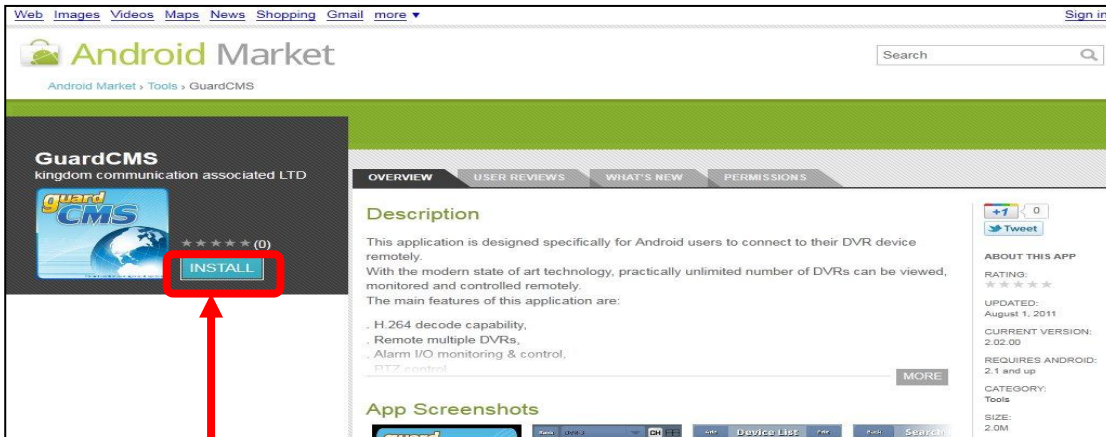 Web Images Videos Maps News Shopping Gmail more ▼ Sign in
Android Market
Search
Android Market › Tools › GuardCMS
GuardCMS
kingdom communication associated LTD
guard
CMS
(0)
INSTALL
OVERVIEW USER REVIEWS WHAT'S NEW PERMISSIONS
Description
This application is designed specifically for Android users to connect to their DVR device
remotely.
With the modern state of art technology, practically unlimited number of DVRs can be viewed,
monitored and controlled remotely.
The main features of this application are:
. H.264 decode capability,
. Remote multiple DVRs,
. Alarm I/O monitoring & control,
. PTZ control
MORE
App Screenshots
guard
CH
Device List
Search
+1 0
Tweet
ABOUT THIS APP
RATING:
UPDATED:
August 1, 2011
CURRENT VERSION:
2.02.00
REQUIRES ANDROID:
2.1 and up
CATEGORY:
Tools
SIZE:
2.0M